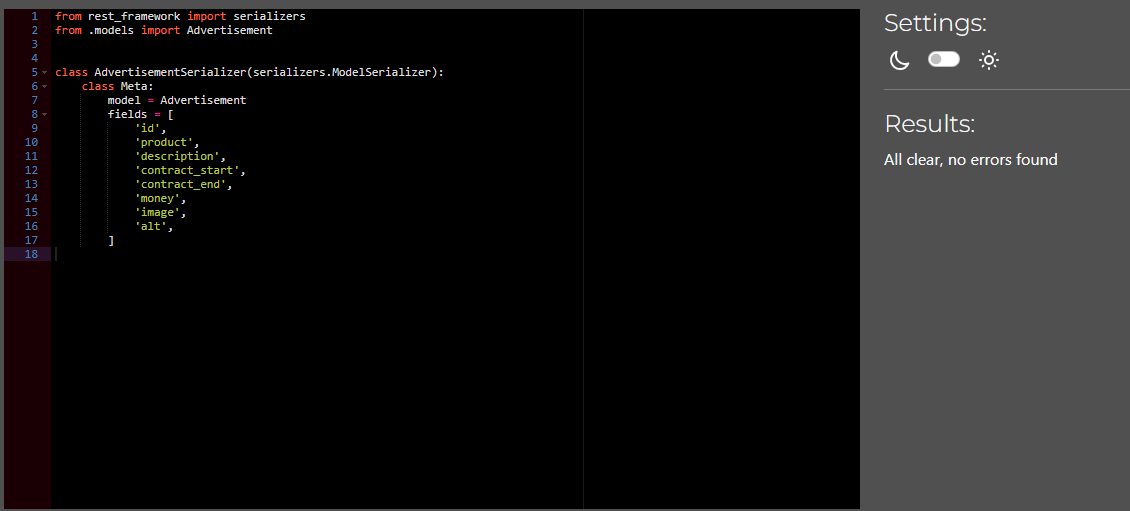 1 from rest_framework import serializers
2 from .models import Advertisement
3
4
5 class AdvertisementSerializer(serializers.ModelSerializer):
6     class Meta:
7         model = Advertisement
8         fields = [
9             'id',
10             'product',
11             'description',
12             'contract_start',
13             'contract_end',
14             'money',
15             'image',
16             'alt',
17         ]
18
Settings:
Results:
All clear, no errors found